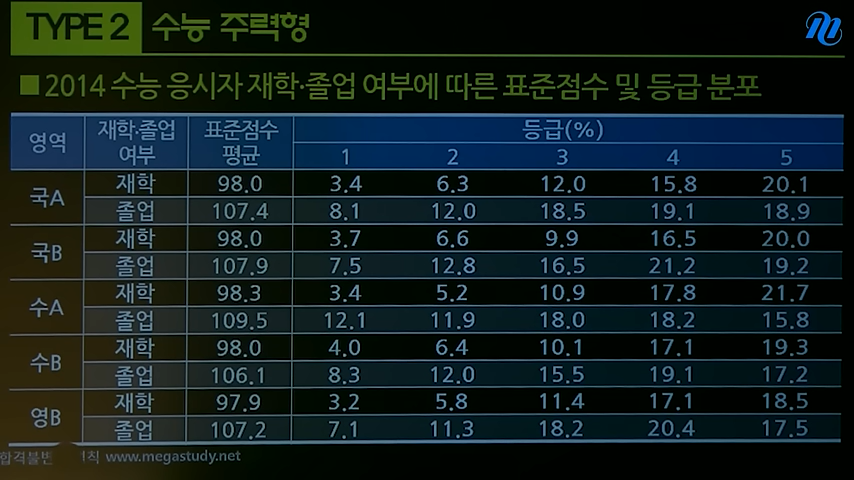 TYPE 2 수능 주력형
■ 2014 수능 응시자 재학·졸업 여부에 따른 표준점수 및 등급 분포
영역 재학·졸업 여부 표준점수 평균 등급(%)
1 2 3 4 5
국A 재학 98.0 3.4 6.3 12.0 15.8 20.1
졸업 107.4 8.1 12.0 18.5 19.1 18.9
국B 재학 98.0 3.7 6.6 9.9 16.5 20.0
졸업 107.9 7.5 12.8 16.5 21.2 19.2
수A 재학 98.3 3.4 5.2 10.9 17.8 21.7
졸업 109.5 12.1 11.9 18.0 18.2 15.8
수B 재학 98.0 4.0 6.4 10.1 17.1 19.3
졸업 106.1 8.3 12.0 15.5 19.1 17.2
영B 재학 97.9 3.2 5.8 11.4 17.1 18.5
졸업 107.2 7.1 11.3 18.2 20.4 17.5
www.megastudy.net